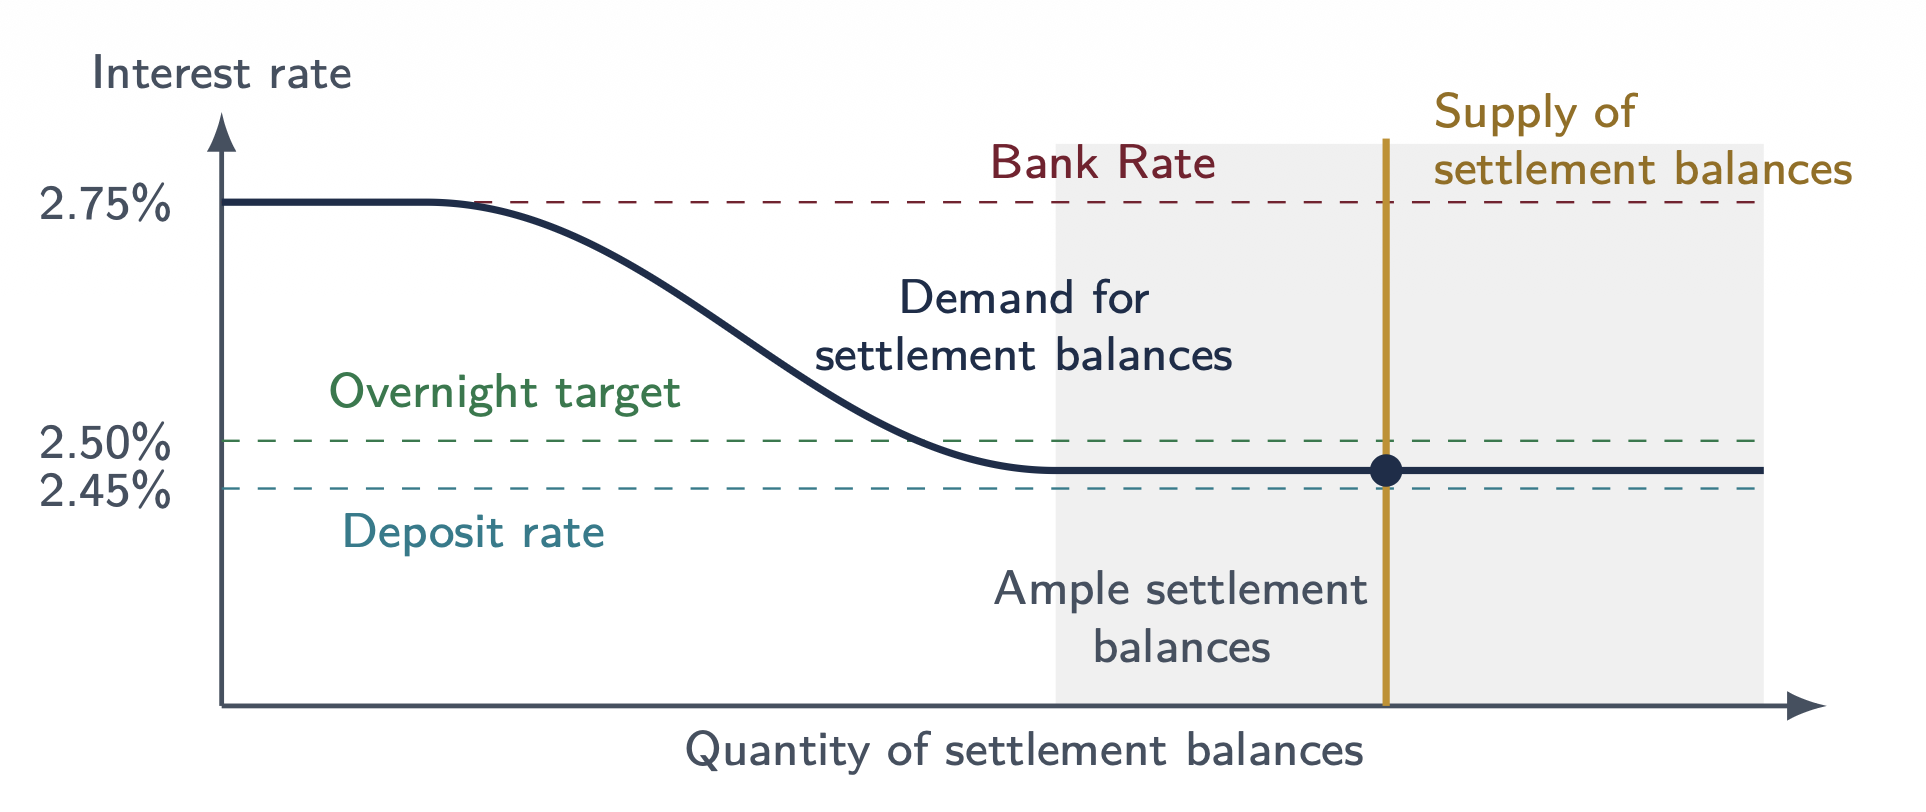 Interest rate
Supply of
settlement balances
Bank Rate
2.75%
Demand for
settlement balances
Overnight target
2.50%
2.45%
Deposit rate
Ample settlement
balances
Quantity of settlement balances